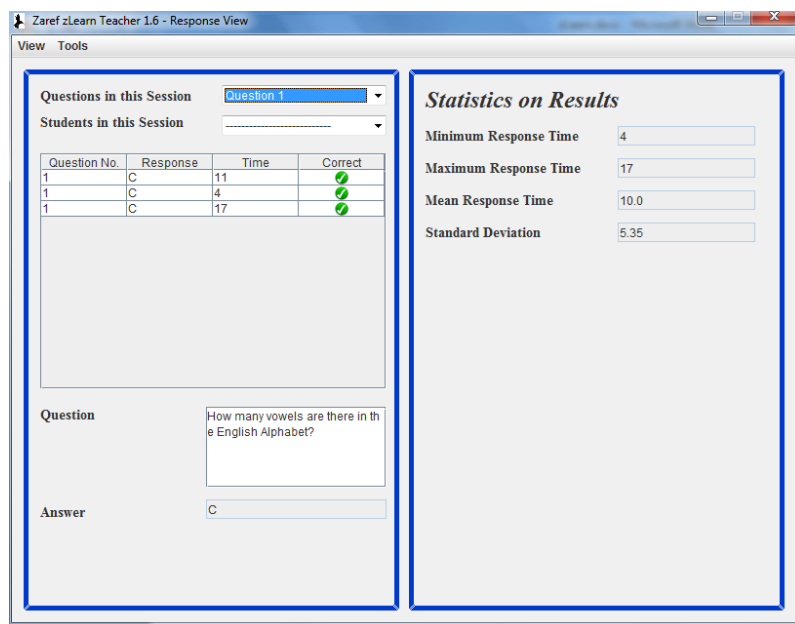 Zaref zLearn Teacher 1.6 - Response View
View Tools
Questions in this Session Question 1
Students in this Session --------------------------
Question No. Response Time Correct
1 C 11
1 C 4
1 C 17
Question How many vowels are there in th
e English Alphabet?
Answer C
Statistics on Results
Minimum Response Time 4
Maximum Response Time 17
Mean Response Time 10.0
Standard Deviation 5.35